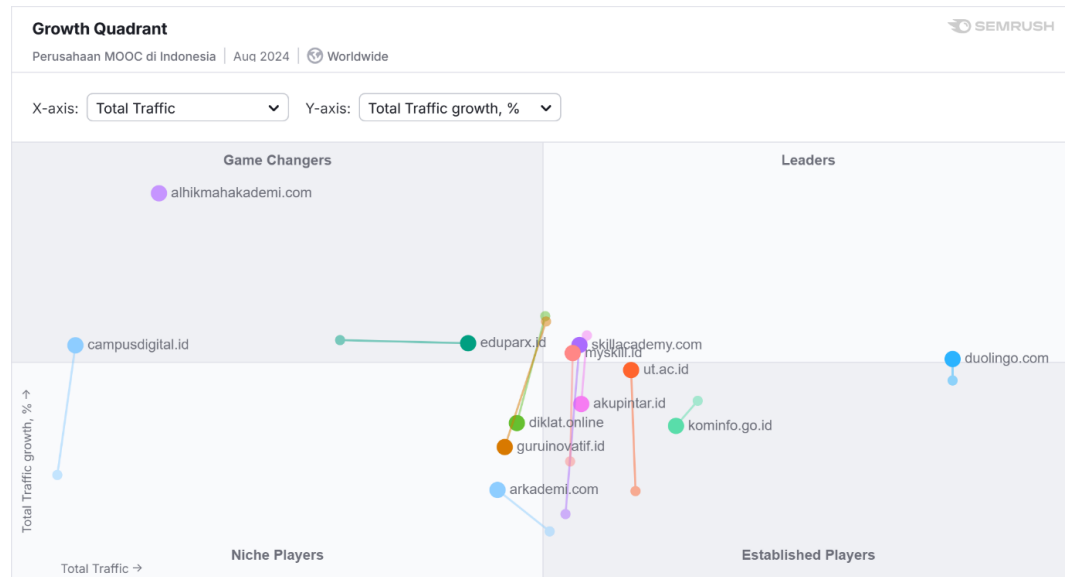 Growth Quadrant
SEMRUSH
Perusahaan MOOC di Indonesia | Aug 2024 | Worldwide
X-axis: Total Traffic Y-axis: Total Traffic growth, %
Game Changers
Leaders
alhikmahakademi.com
campusdigital.id
eduparx.id
skillacademy.com
myskill.id
duolingo.com
ut.ac.id
akupintar.id
diklat.online
kominfo.go.id
guruinovatif.id
arkademi.com
Total Traffic growth, % →
Niche Players
Established Players
Total Traffic →